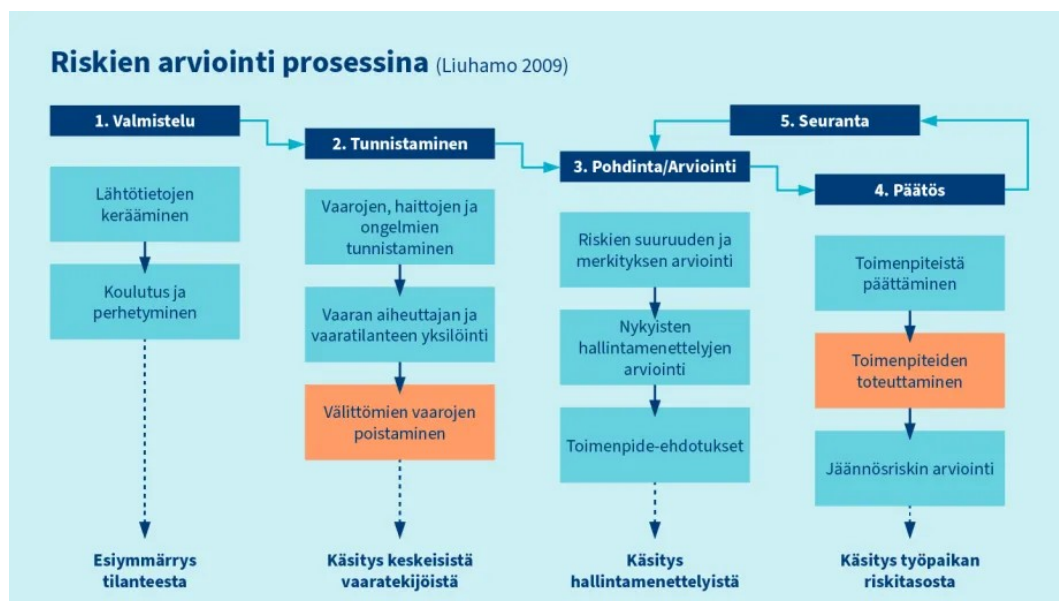 Riskien arviointi prosessina (Liuhamo 2009)
1. Valmistelu
Lähtötietojen
kerääminen
Koulutus ja
perhetyminen
Esiymmärrys
tilanteesta
2. Tunnistaminen
Vaarojen, haittojen ja
ongelmien
tunnistaminen
Vaaran aiheuttajan ja
vaaratilanteen yksilöinti
Välittömien vaarojen
poistaminen
Käsitys keskeisistä
vaaratekijöistä
3. Pohdinta/Arviointi
Riskien suuruuden ja
merkityksen arviointi
Nykyisten
hallintamenettelyjen
arviointi
Toimenpide-ehdotukset
Käsitys
hallintamenettelyistä
4. Päätös
Toimenpiteistä
päättäminen
Toimenpiteiden
toteuttaminen
Jäännösriskin arviointi
Käsitys työpaikan
riskitasosta
5. Seuranta